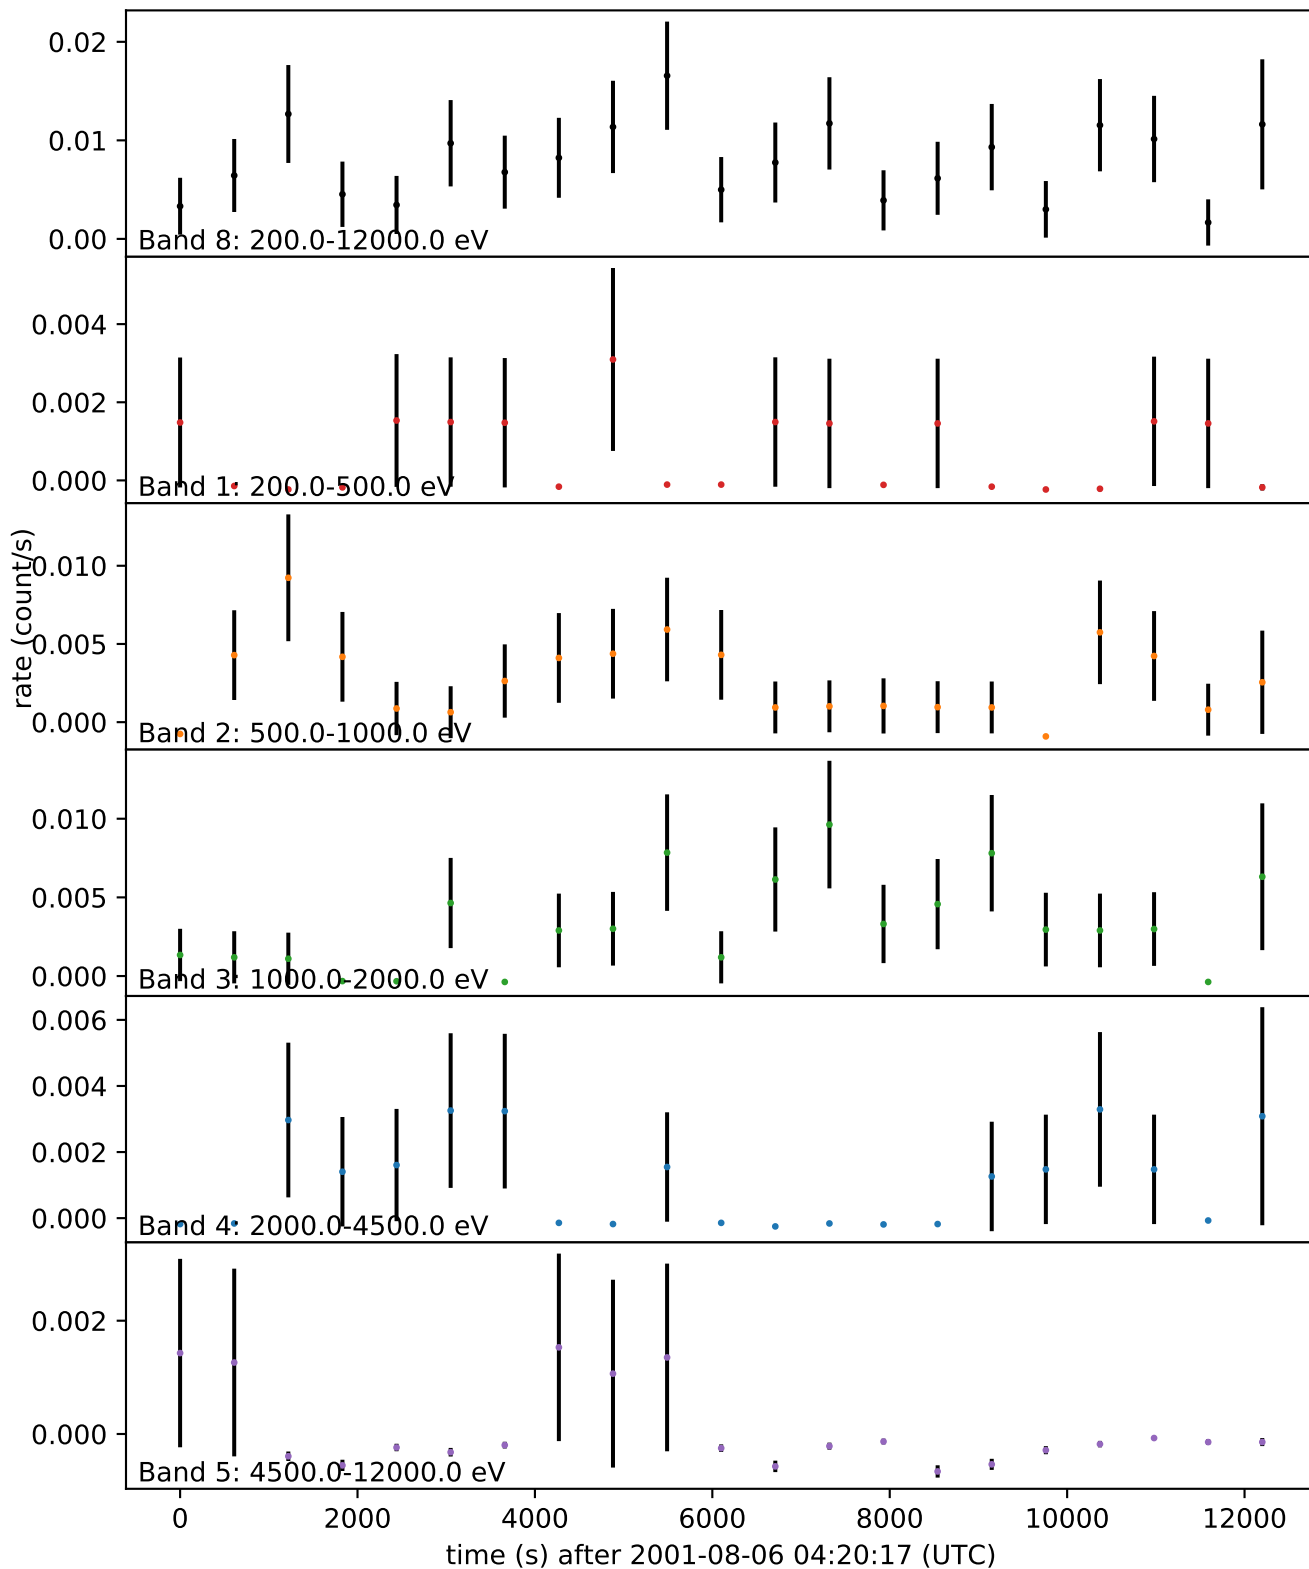 0.02
0.01
0.00
Band 8: 200.0-12000.0 eV
0.004
0.002
0.000
Band 1: 200.0-500.0 eV
rate (count/s)
0.010
0.005
0.000
Band 2: 500.0-1000.0 eV
0.010
0.005
0.000
Band 3: 1000.0-2000.0 eV
0.006
0.004
0.002
0.000
Band 4: 2000.0-4500.0 eV
0.002
0.000
Band 5: 4500.0-12000.0 eV
0 2000 4000 6000 8000 10000 12000
time (s) after 2001-08-06 04:20:17 (UTC)